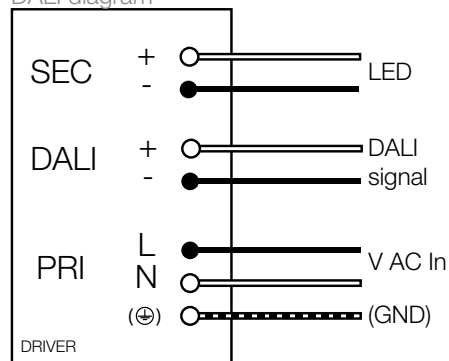 DALI diagram
SEC + - LED
DALI + - DALI signal
PRI L N V AC In
(⏚) (GND)
DRIVER